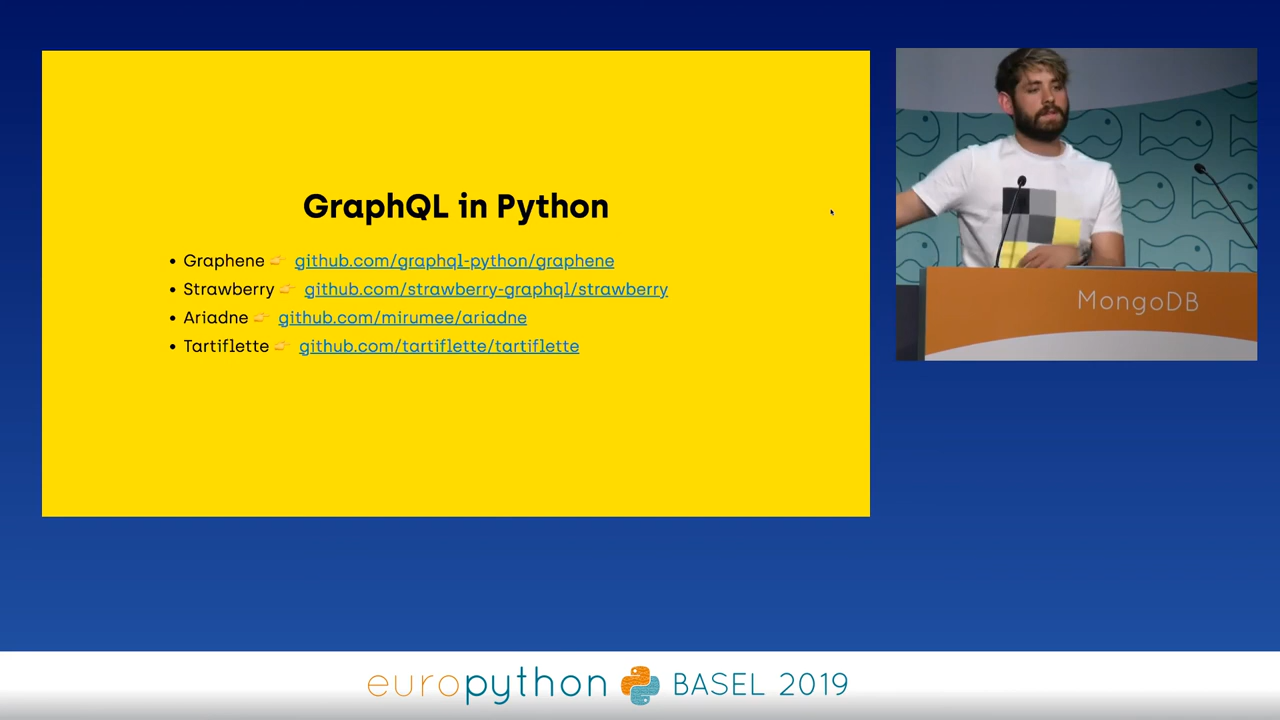 GraphQL in Python
• Graphene 👉 github.com/graphql-python/graphene
• Strawberry 👉 github.com/strawberry-graphql/strawberry
• Ariadne 👉 github.com/mirumee/ariadne
• Tartiflette 👉 github.com/tartiflette/tartiflette
MongoDB
europython BASEL 2019